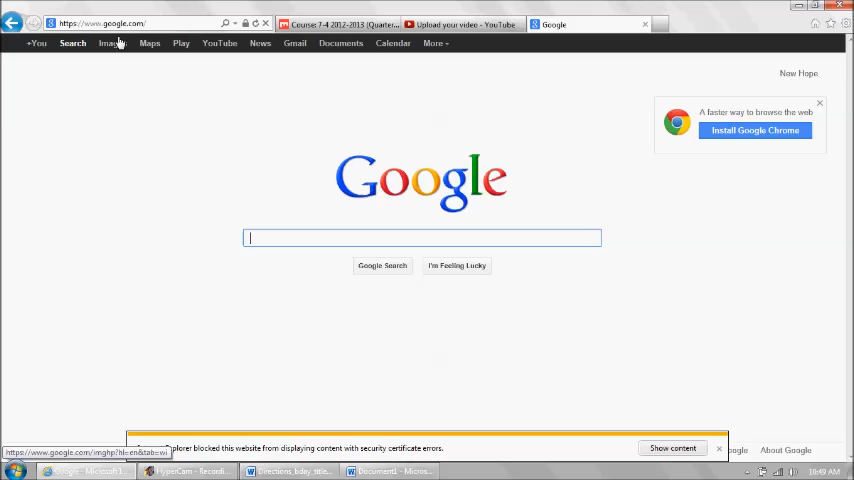 https://www.google.com/
Course: 7-4 2012-2013 (Quarter...
Upload your video - YouTube
Google
+You Search Maps Play YouTube News Gmail Documents Calendar More
New Hope
A faster way to browse the web
Install Google Chrome
Google
Google Search I'm Feeling Lucky
Explorer blocked this website from displaying content with security certificate errors. Show content
About Google
https://www.google.com/imghp?hl=en&tab=wi
Google - Microsoft I... HyperCam - Recordi... Directions_bday_title... Document1 - Micros... 10:49 AM